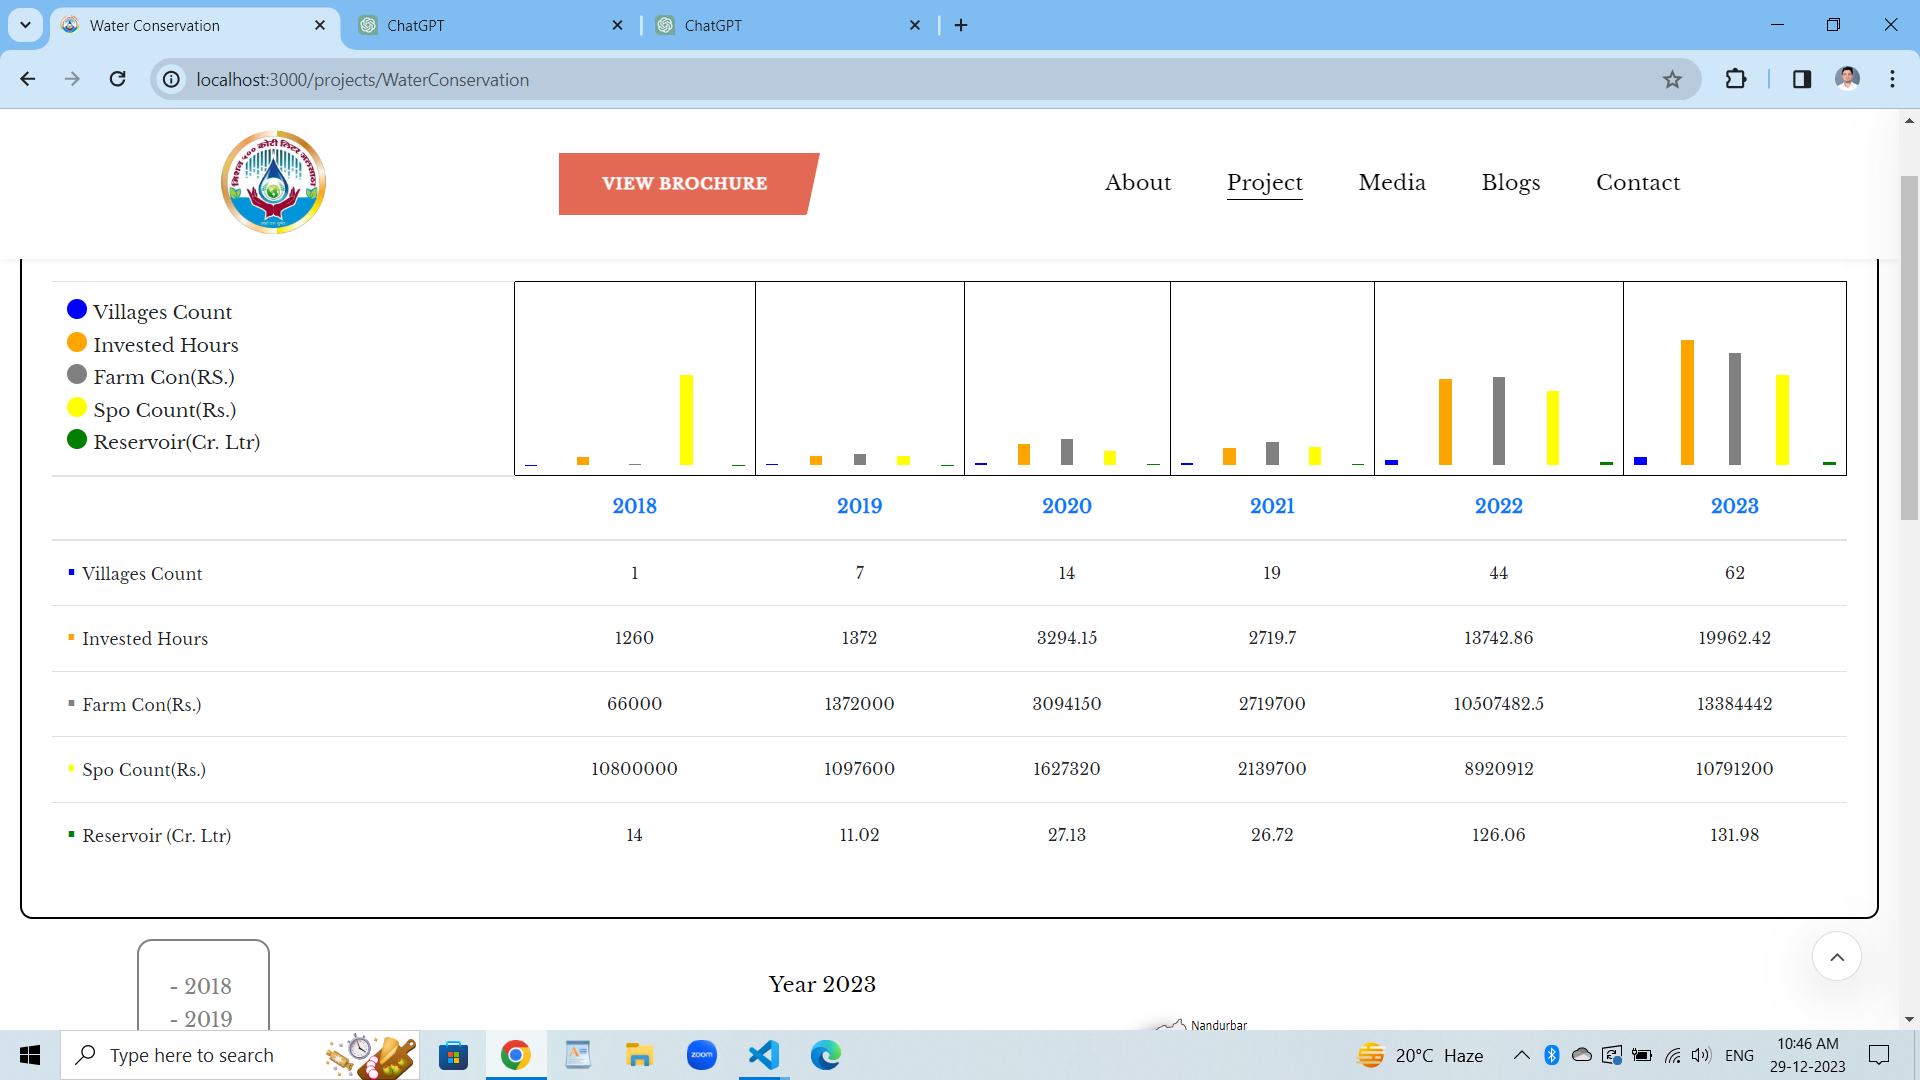 Water Conservation
ChatGPT
ChatGPT
localhost:3000/projects/WaterConservation
मिशन ५०० कोटी लिटर जलसाठा
VIEW BROCHURE
About Project Media Blogs Contact
Villages Count
Invested Hours
Farm Con(RS.)
Spo Count(Rs.)
Reservoir(Cr. Ltr)
2018 2019 2020 2021 2022 2023
Villages Count 1 7 14 19 44 62
Invested Hours 1260 1372 3294.15 2719.7 13742.86 19962.42
Farm Con(Rs.) 66000 1372000 3094150 2719700 10507482.5 13384442
Spo Count(Rs.) 10800000 1097600 1627320 2139700 8920912 10791200
Reservoir (Cr. Ltr) 14 11.02 27.13 26.72 126.06 131.98
- 2018
- 2019
Year 2023
Nandurbar
Type here to search
zoom
20°C Haze
ENG
10:46 AM
29-12-2023